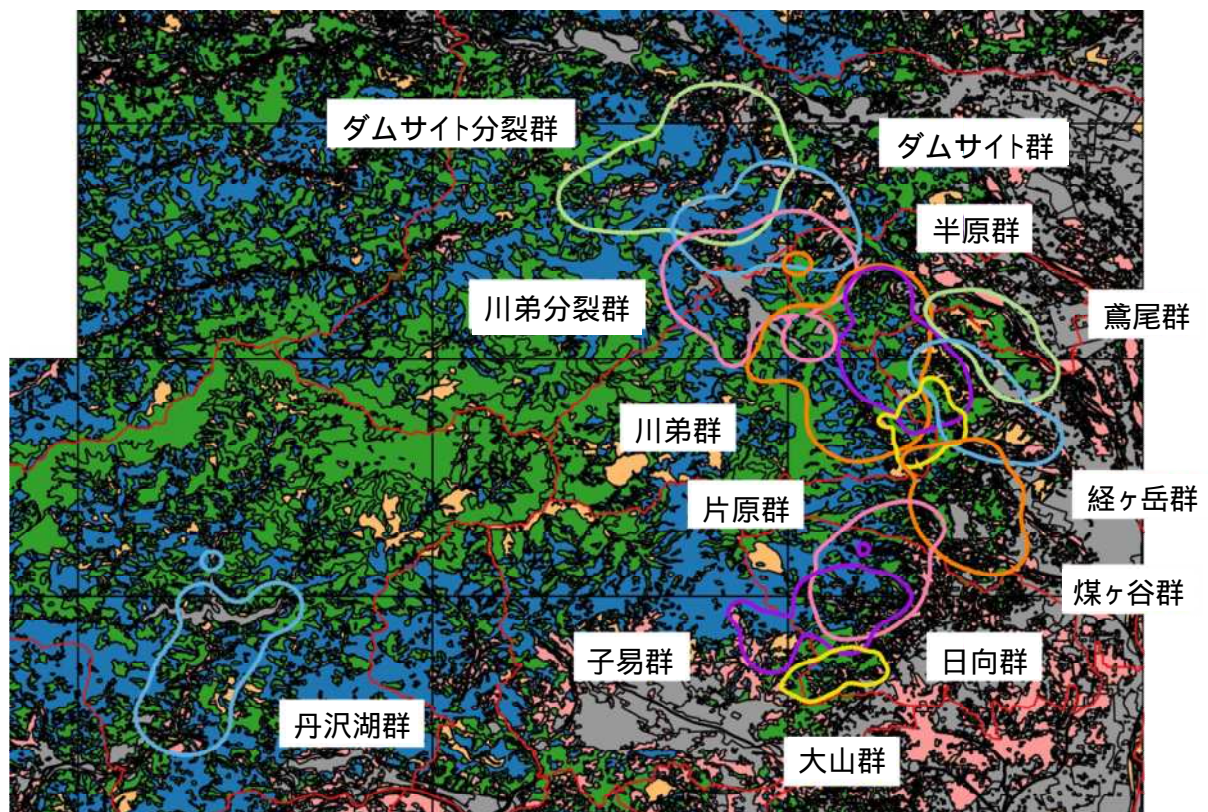 ダムサイト分裂群
ダムサイト群
半原群
川弟分裂群
鳶尾群
川弟群
片原群
経ヶ岳群
煤ヶ谷群
子易群
日向群
丹沢湖群
大山群